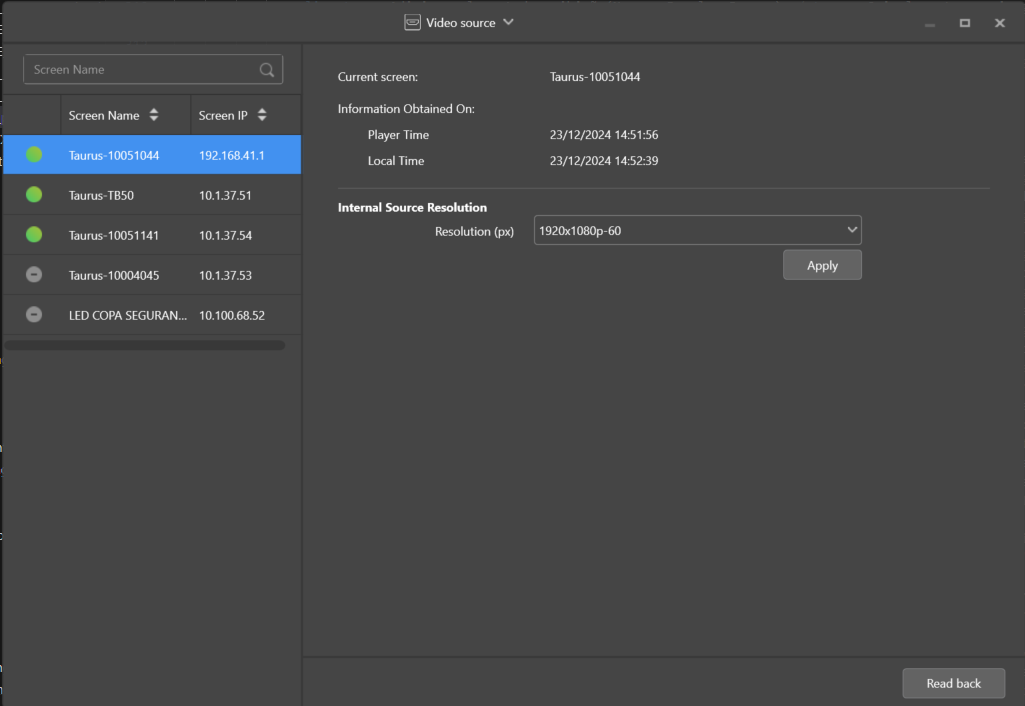 Video source
Screen Name
Screen Name Screen IP
Taurus-10051044 192.168.41.1
Taurus-TB50 10.1.37.51
Taurus-10051141 10.1.37.54
Taurus-10004045 10.1.37.53
LED COPA SEGURAN... 10.100.68.52
Current screen: Taurus-10051044
Information Obtained On:
Player Time 23/12/2024 14:51:56
Local Time 23/12/2024 14:52:39
Internal Source Resolution
Resolution (px) 1920x1080p-60
Apply
Read back